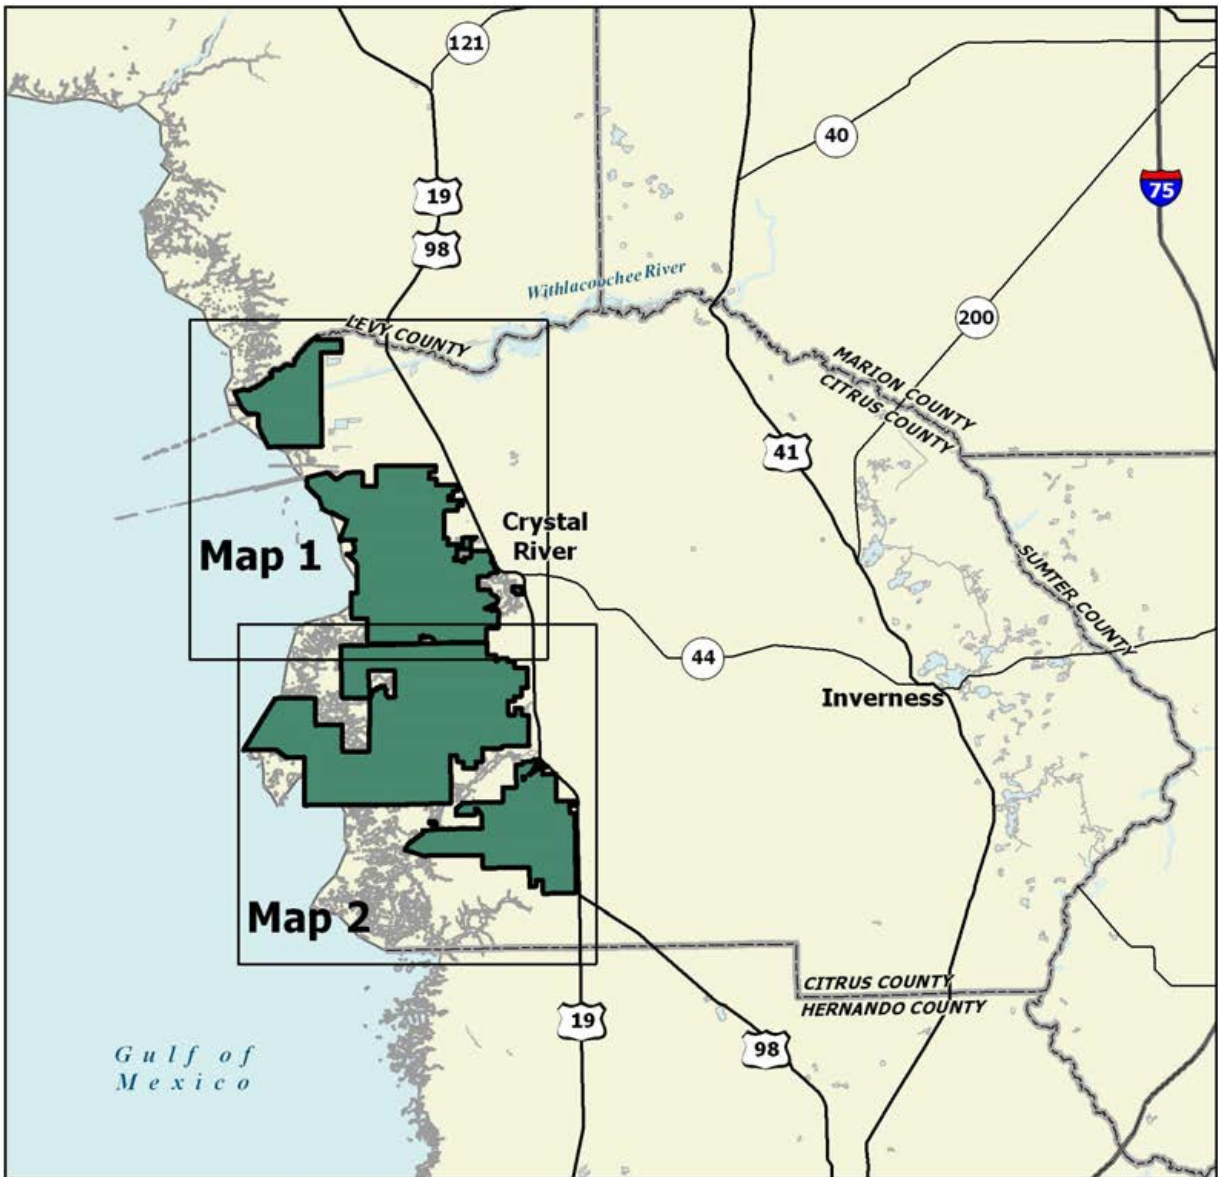 121
40
75
19
98
Withlacoochee River
200
LEVY COUNTY
MARION COUNTY
CITRUS COUNTY
41
Crystal
River
Map 1
SUMTER COUNTY
44
Inverness
Map 2
CITRUS COUNTY
HERNANDO COUNTY
19
98
Gulf of
Mexico